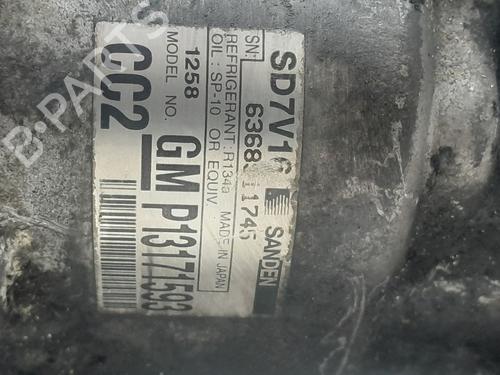 SD7V16 SANDEN
SN: 6368 11745
REFRIGERANT : R134a MADE IN JAPAN
OIL : SP-10 OR EQUIV.
1258
MODEL NO.
GM P13171593
CC2
B-PARTS